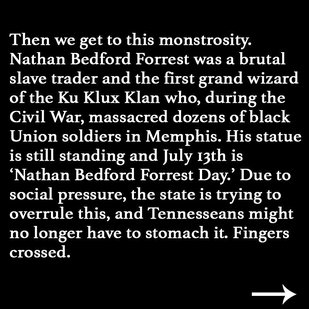 Then we get to this monstrosity.
Nathan Bedford Forrest was a brutal
slave trader and the first grand wizard
of the Ku Klux Klan who, during the
Civil War, massacred dozens of black
Union soldiers in Memphis. His statue
is still standing and July 13th is
‘Nathan Bedford Forrest Day.’ Due to
social pressure, the state is trying to
overrule this, and Tennesseans might
no longer have to stomach it. Fingers
crossed.